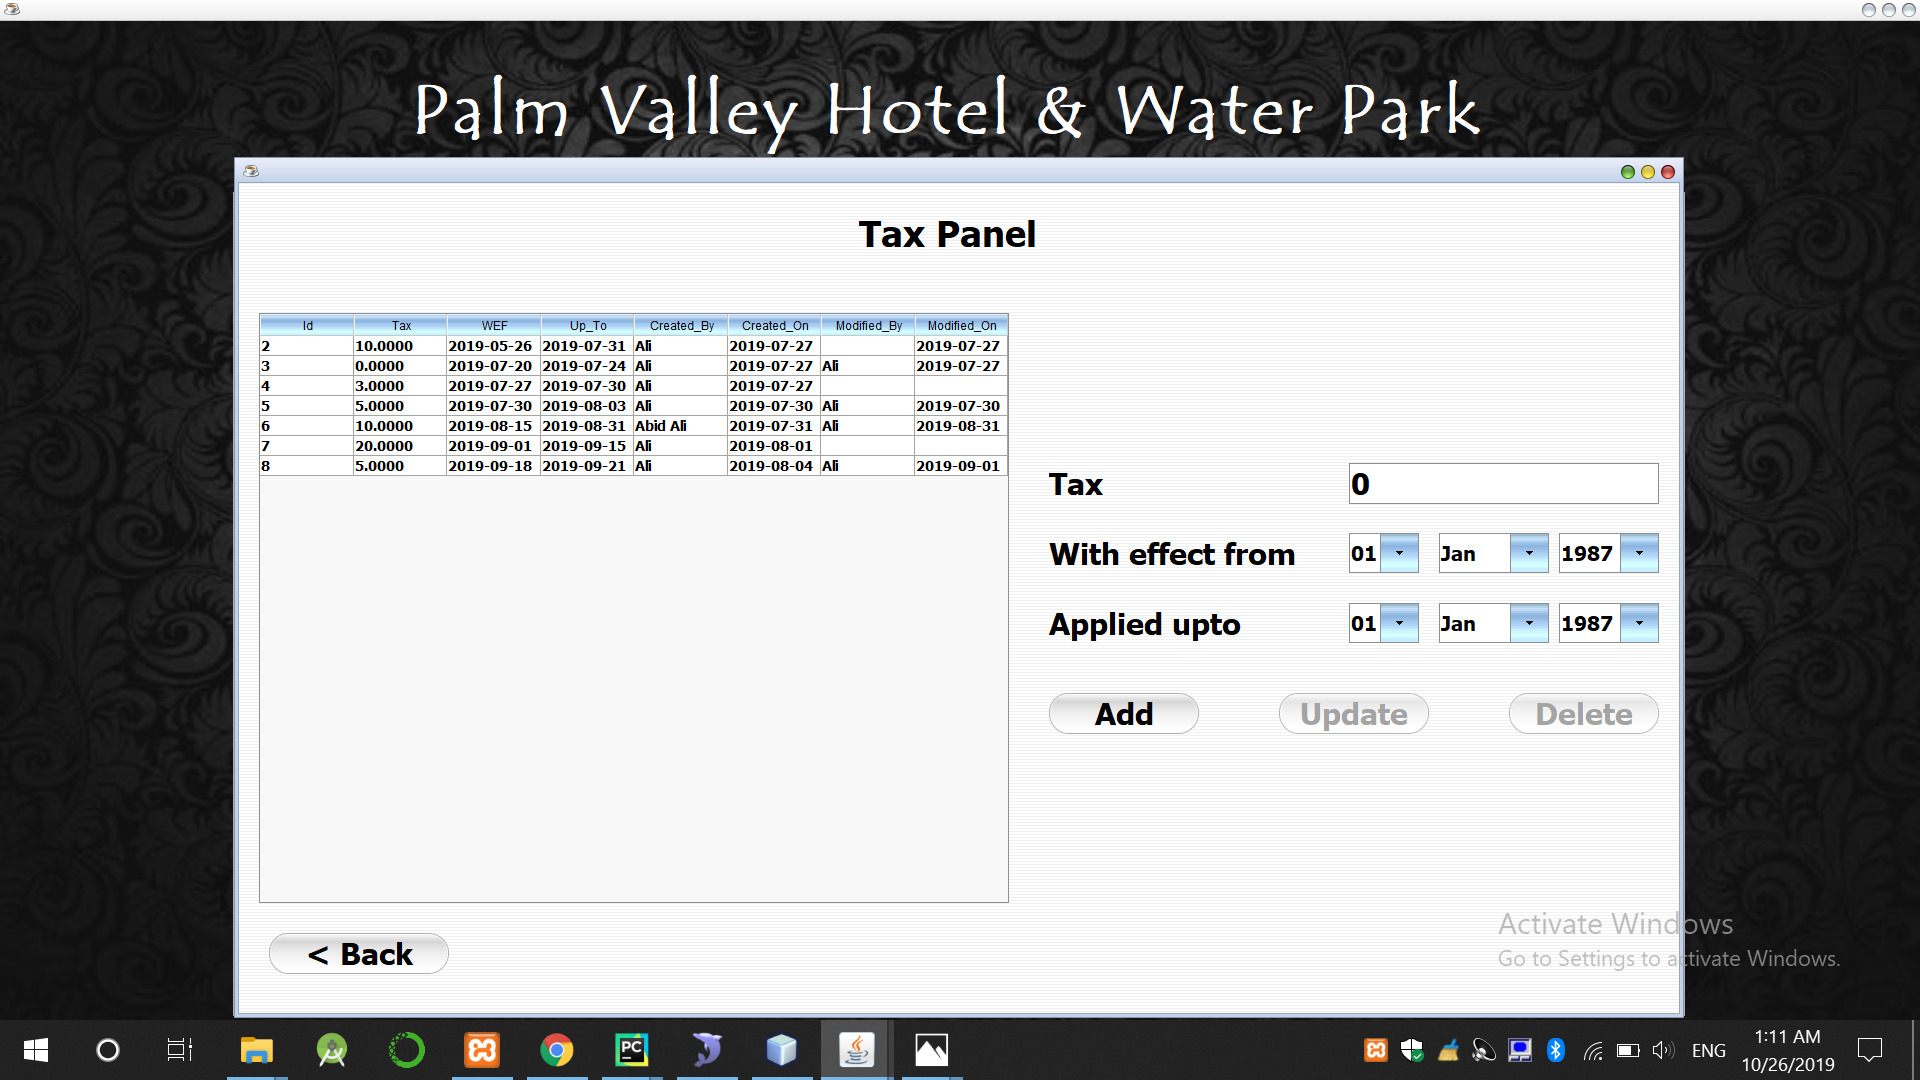 Palm Valley Hotel & Water Park
Tax Panel
Id Tax WEF Up_To Created_By Created_On Modified_By Modified_On
2 10.0000 2019-05-26 2019-07-31 Ali 2019-07-27 2019-07-27
3 0.0000 2019-07-20 2019-07-24 Ali 2019-07-27 Ali 2019-07-27
4 3.0000 2019-07-27 2019-07-30 Ali 2019-07-27
5 5.0000 2019-07-30 2019-08-03 Ali 2019-07-30 Ali 2019-07-30
6 10.0000 2019-08-15 2019-08-31 Abid Ali 2019-07-31 Ali 2019-08-31
7 20.0000 2019-09-01 2019-09-15 Ali 2019-08-01
8 5.0000 2019-09-18 2019-09-21 Ali 2019-08-04 Ali 2019-09-01
Tax 0
With effect from 01 Jan 1987
Applied upto 01 Jan 1987
Add Update Delete
< Back
Activate Windows
Go to Settings to activate Windows.
PC
ENG
1:11 AM
10/26/2019